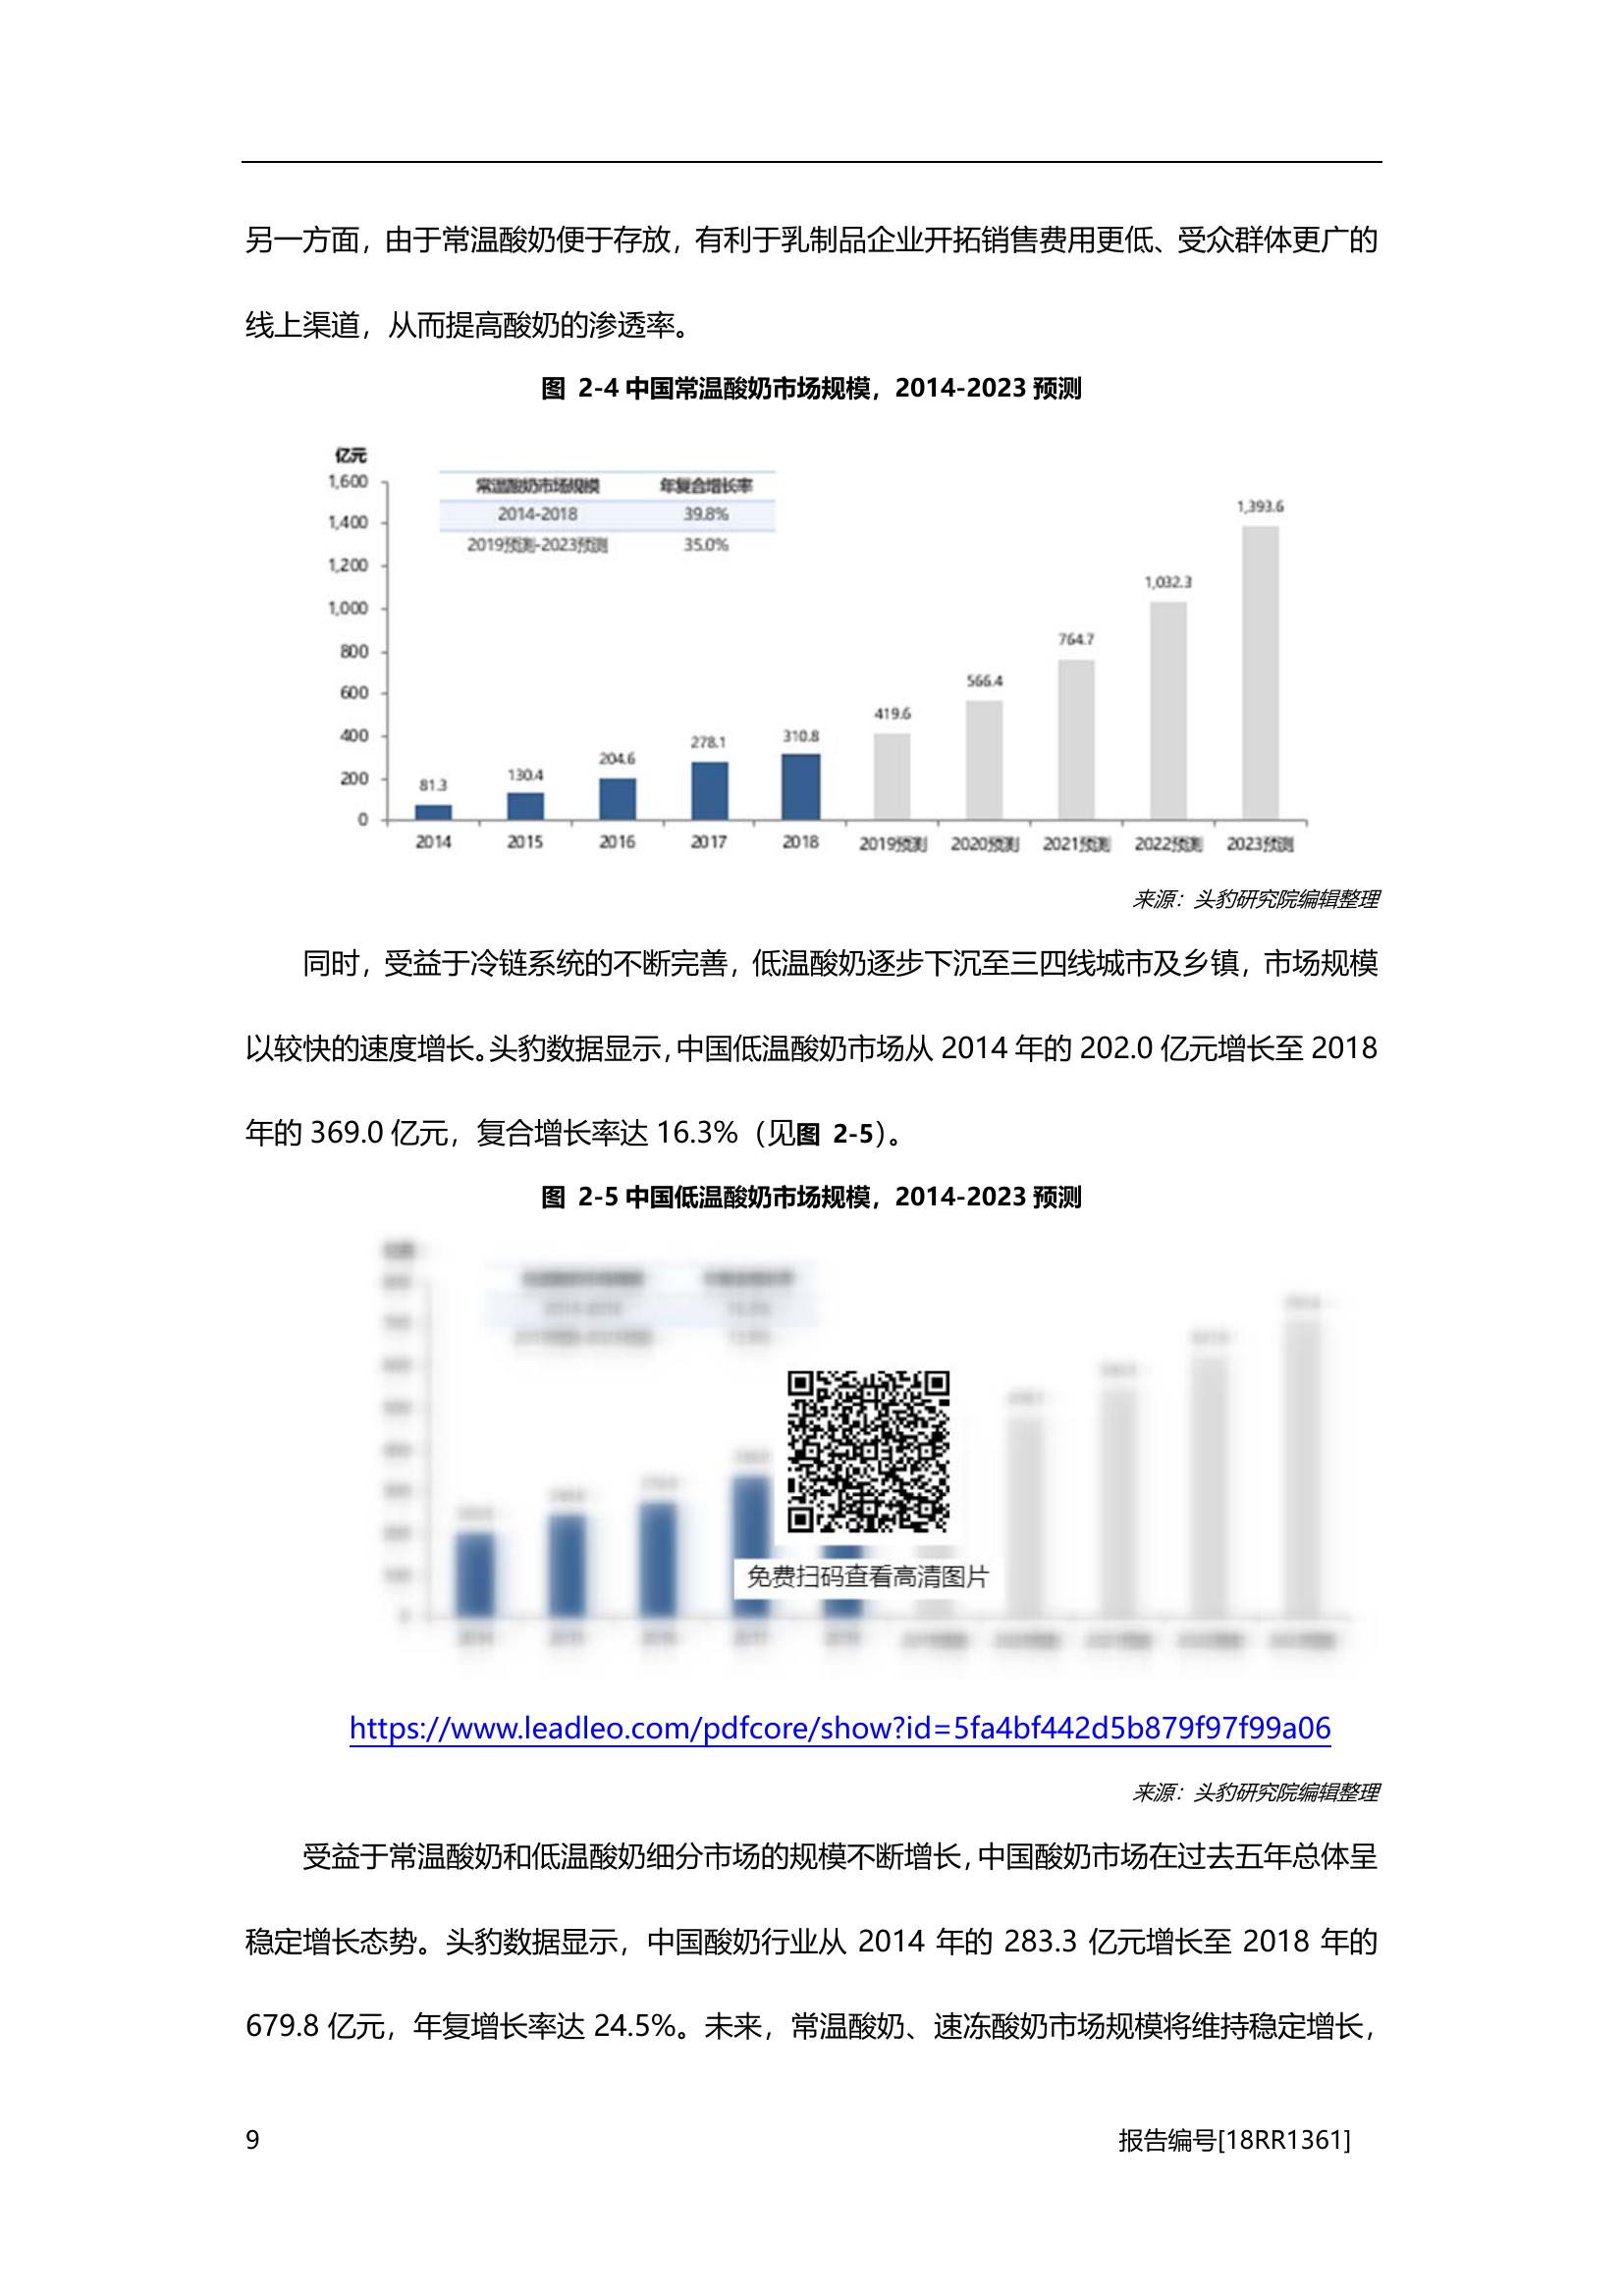 另一方面，由于常温酸奶便于存放，有利于乳制品企业开拓销售费用更低、受众群体更广的
线上渠道，从而提高酸奶的渗透率。
图 2-4 中国常温酸奶市场规模，2014-2023 预测
亿元
1,600
1,400
1,200
1,000
800
600
400
200
0
常温酸奶市场规模 年复合增长率
2014-2018 39.8%
2019预测-2023预测 35.0%
81.3 130.4 204.6 278.1 310.8 419.6 566.4 764.7 1,032.3 1,393.6
2014 2015 2016 2017 2018 2019预测 2020预测 2021预测 2022预测 2023预测
来源：头豹研究院编辑整理
同时，受益于冷链系统的不断完善，低温酸奶逐步下沉至三四线城市及乡镇，市场规模
以较快的速度增长。头豹数据显示，中国低温酸奶市场从 2014 年的 202.0 亿元增长至 2018
年的 369.0 亿元，复合增长率达 16.3%（见图 2-5）。
图 2-5 中国低温酸奶市场规模，2014-2023 预测
免费扫码查看高清图片
https://www.leadleo.com/pdfcore/show?id=5fa4bf442d5b879f97f99a06
来源：头豹研究院编辑整理
受益于常温酸奶和低温酸奶细分市场的规模不断增长，中国酸奶市场在过去五年总体呈
稳定增长态势。头豹数据显示，中国酸奶行业从 2014 年的 283.3 亿元增长至 2018 年的
679.8 亿元，年复增长率达 24.5%。未来，常温酸奶、速冻酸奶市场规模将维持稳定增长，
9 报告编号[18RR1361]